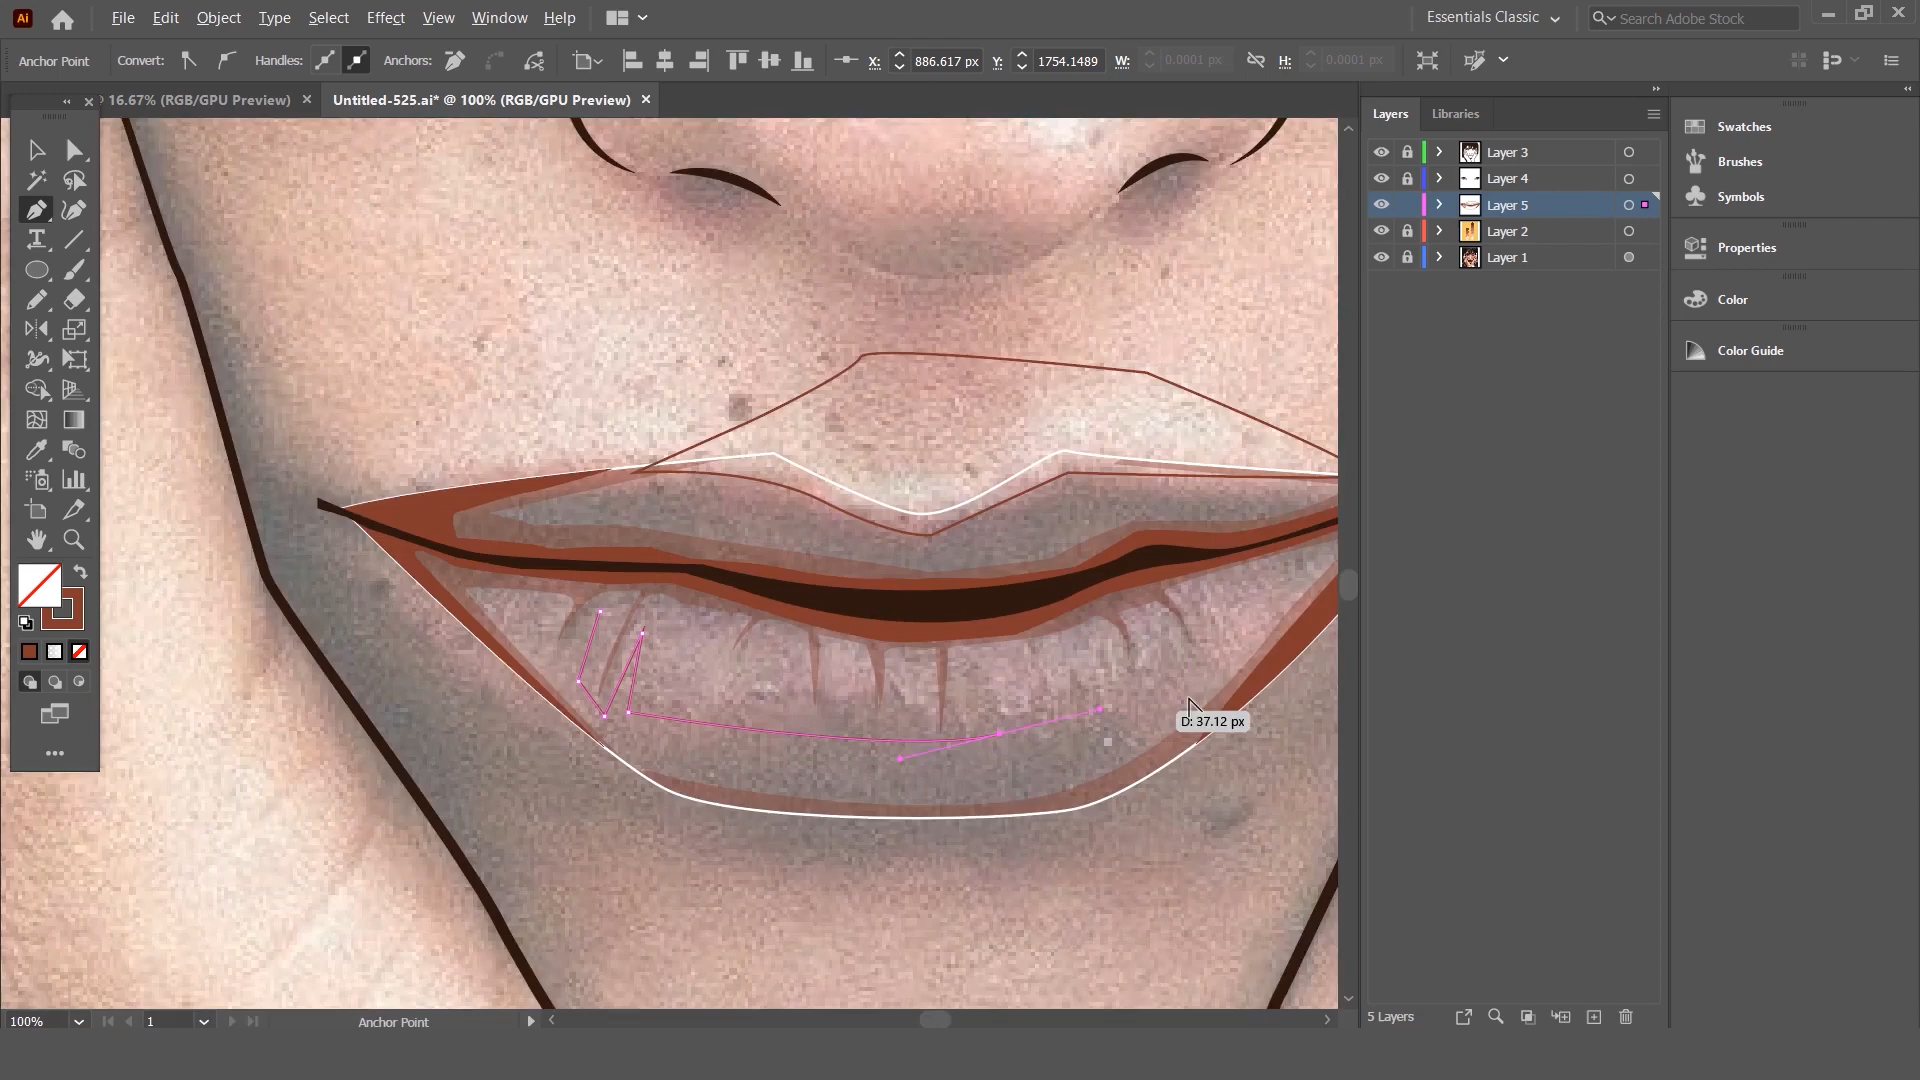 Ai File Edit Object Type Select Effect View Window Help Essentials Classic Search Adobe Stock
Anchor Point Convert: Handles: Anchors: X: 886.617 px Y: 1754.1489 W: 0.0001 px H: 0.0001 px
16.67% (RGB/GPU Preview) Untitled-525.ai* @ 100% (RGB/GPU Preview)
Layers Libraries
Layer 3
Layer 4
Layer 5
Layer 2
Layer 1
Swatches
Brushes
Symbols
Properties
Color
Color Guide
D: 37.12 px
100% 1 Anchor Point 5 Layers